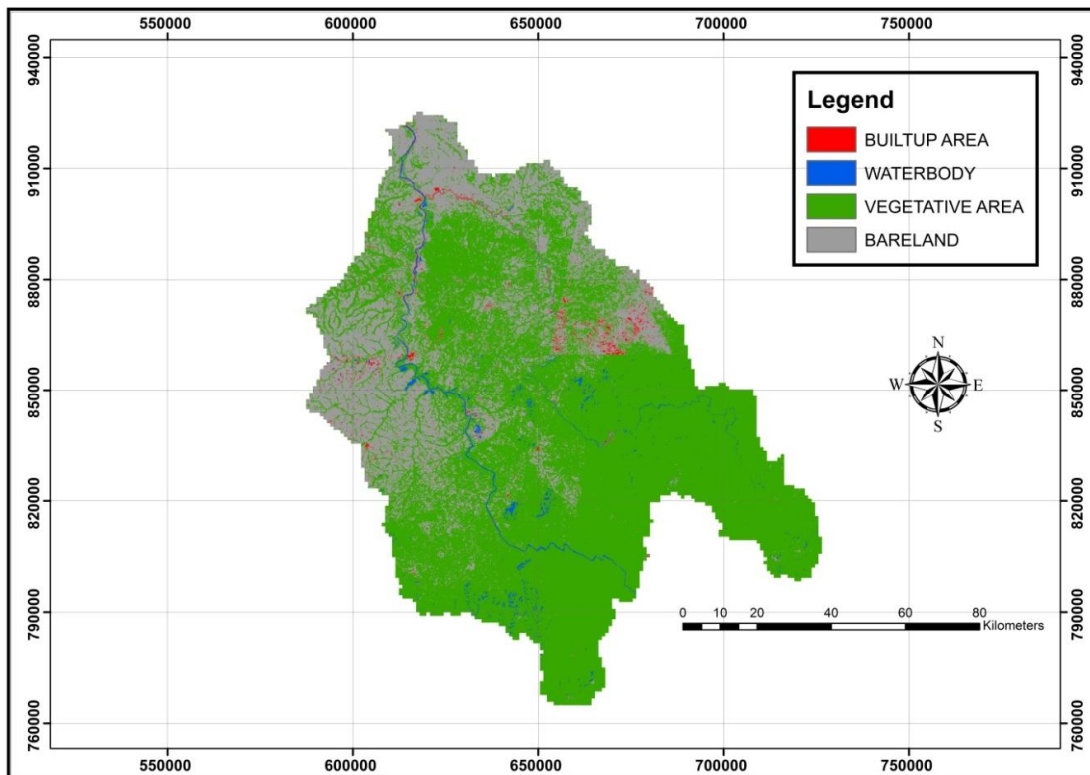 550000 600000 650000 700000 750000
940000 940000
Legend
BUILTUP AREA
WATERBODY
VEGETATIVE AREA
BARELAND
910000 910000
880000 880000
N
W E
S
850000 850000
820000 820000
0 10 20 40 60 80
Kilometers
790000 790000
760000 760000
550000 600000 650000 700000 750000